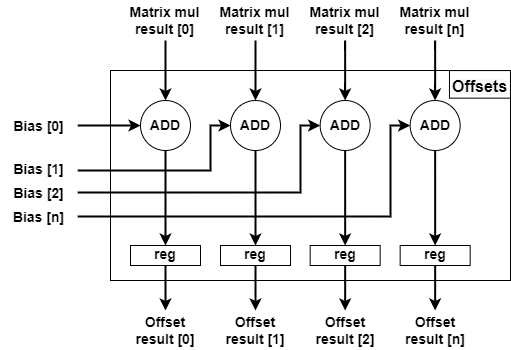 Matrix mul
result [0]
Matrix mul
result [1]
Matrix mul
result [2]
Matrix mul
result [n]
Offsets
Bias [0]
ADD
ADD
ADD
ADD
Bias [1]
Bias [2]
Bias [n]
reg
reg
reg
reg
Offset
result [0]
Offset
result [1]
Offset
result [2]
Offset
result [n]